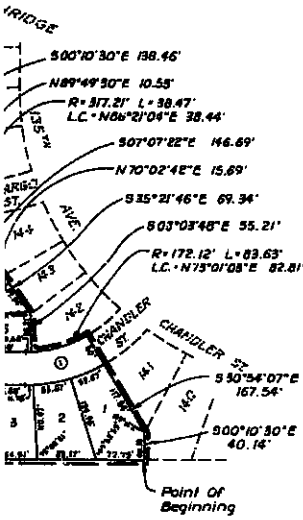 S00°10'30"E 138.46'
N89°49'30"E 10.55'
R= 317.21' L= 38.47'
L.C.= N86°21'04"E 38.44'
135TH
S07°07'22"E 146.69'
N70°02'42"E 15.69'
ST.
S35°21'46"E 69.34'
AVE.
S03°03'48"E 55.21'
144
143
R= 172.12' L= 83.63'
L.C.= N73°01'08"E 82.81'
142
CHANDLER
ST.
CHANDLER ST.
1
141
140
S30°54'07"E
167.54'
3
2
1
S00°10'30"E
40.14'
Point Of
Beginning